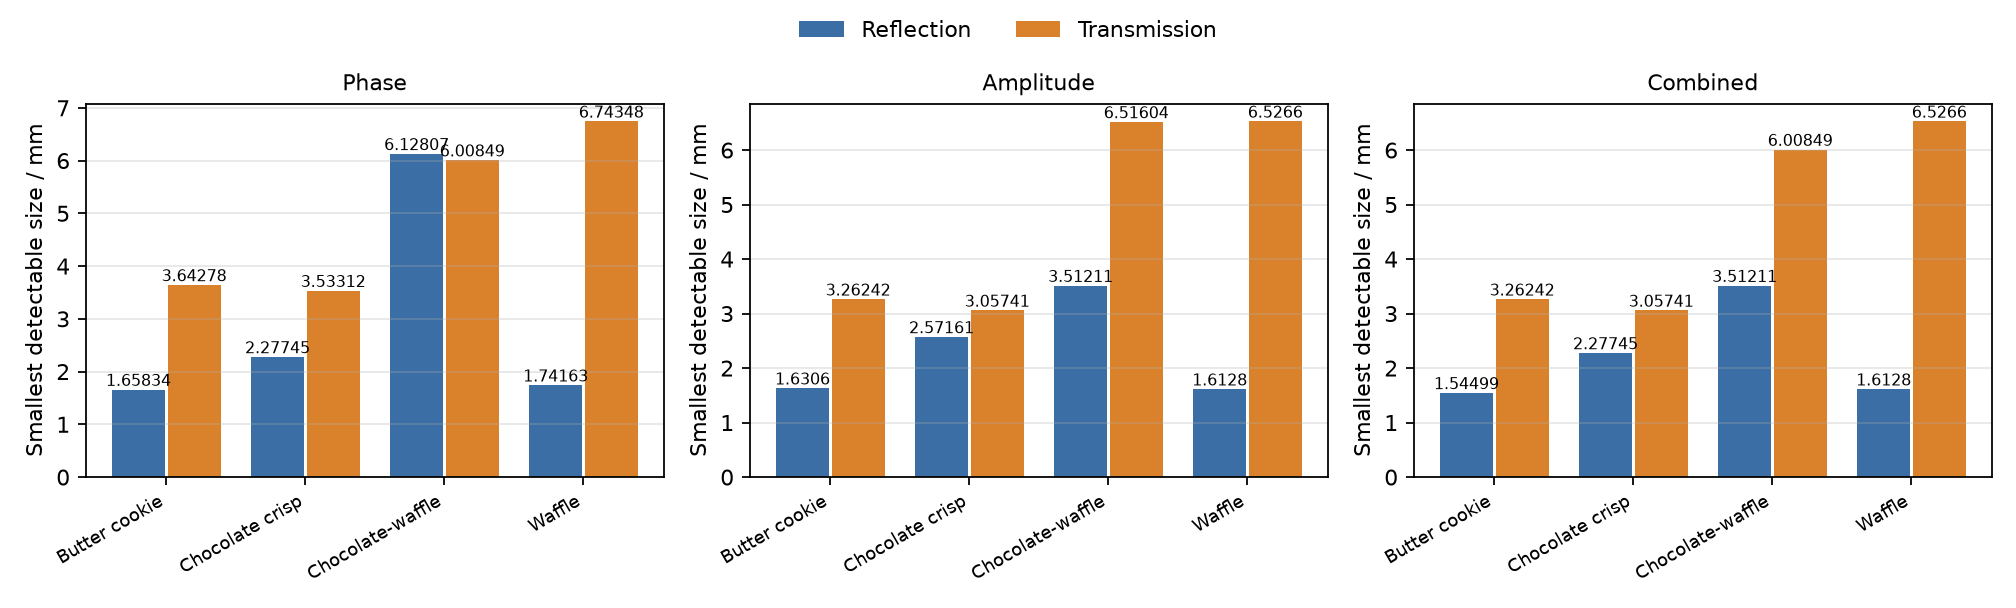 Reflection Transmission
Phase
Smallest detectable size / mm
7
6
5
4
3
2
1
0
1.65834
3.64278
2.27745
3.53312
6.12807
6.00849
1.74163
6.74348
Butter cookie
Chocolate crisp
Chocolate-waffle
Waffle
Amplitude
Smallest detectable size / mm
6
5
4
3
2
1
0
1.6306
3.26242
2.57161
3.05741
3.51211
6.51604
1.6128
6.5266
Butter cookie
Chocolate crisp
Chocolate-waffle
Waffle
Combined
Smallest detectable size / mm
6
5
4
3
2
1
0
1.54499
3.26242
2.27745
3.05741
3.51211
6.00849
1.6128
6.5266
Butter cookie
Chocolate crisp
Chocolate-waffle
Waffle